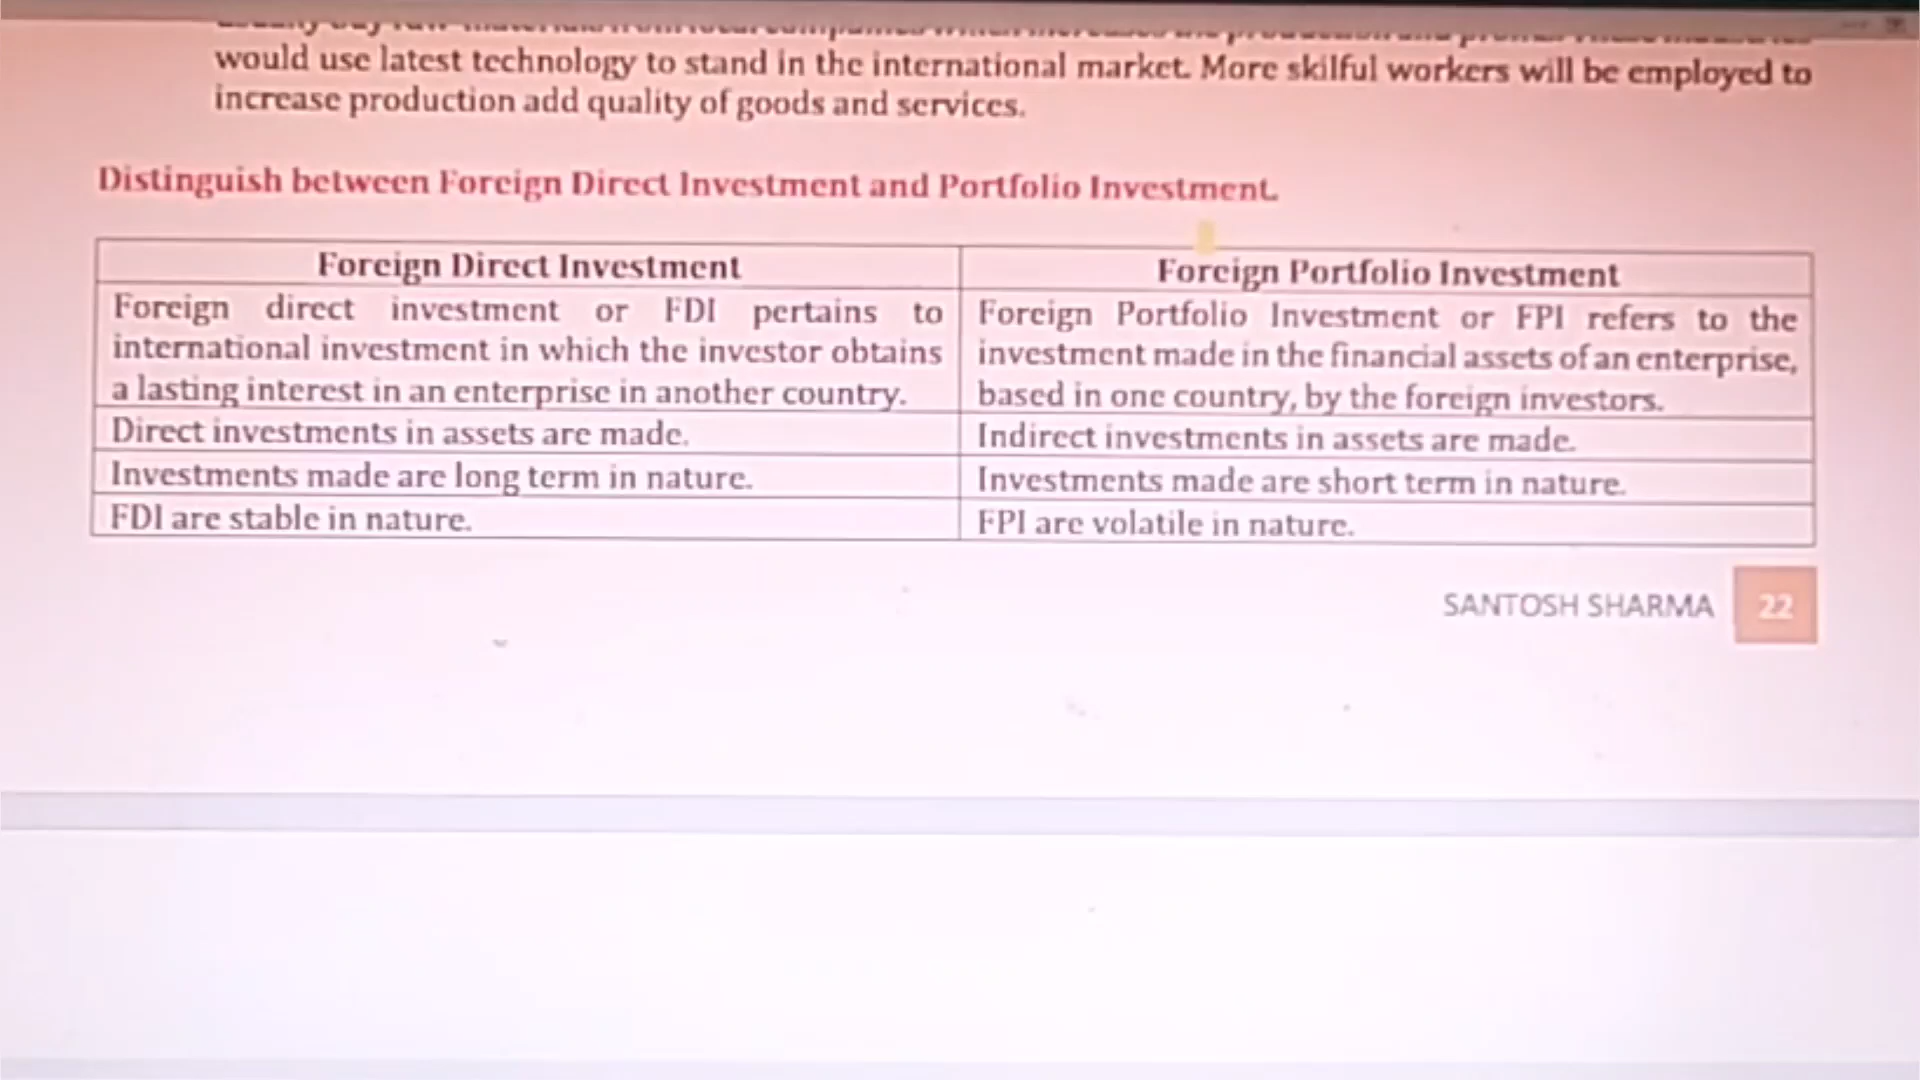 would use latest technology to stand in the international market. More skilful workers will be employed to
increase production add quality of goods and services.
Distinguish between Foreign Direct Investment and Portfolio Investment.
Foreign Direct Investment
Foreign Portfolio Investment
Foreign direct investment or FDI pertains to
international investment in which the investor obtains
a lasting interest in an enterprise in another country.
Foreign Portfolio Investment or FPI refers to the
investment made in the financial assets of an enterprise,
based in one country, by the foreign investors.
Direct investments in assets are made.
Indirect investments in assets are made.
Investments made are long term in nature.
Investments made are short term in nature.
FDI are stable in nature.
FPI are volatile in nature.
SANTOSH SHARMA 22